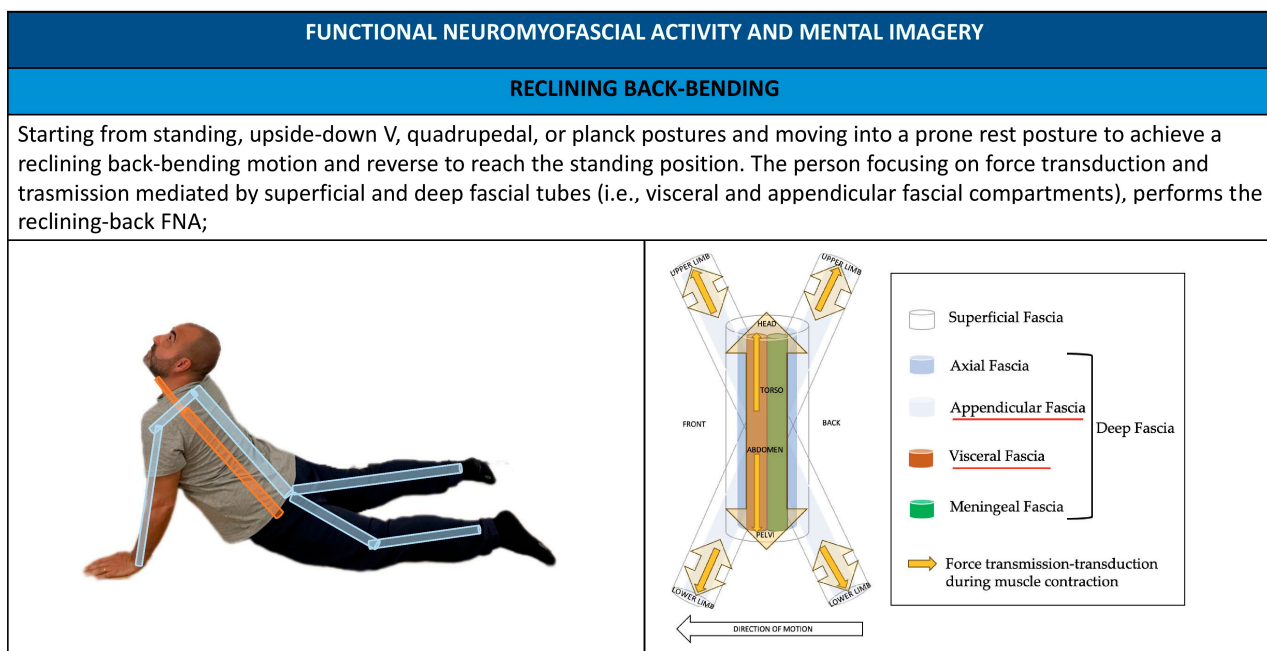 FUNCTIONAL NEUROMYOFASCIAL ACTIVITY AND MENTAL IMAGERY
RECLINING BACK-BENDING
Starting from standing, upside-down V, quadrupedal, or planck postures and moving into a prone rest posture to achieve a
reclining back-bending motion and reverse to reach the standing position. The person focusing on force transduction and
trasmission mediated by superficial and deep fascial tubes (i.e., visceral and appendicular fascial compartments), performs the
reclining-back FNA;
UPPER LIMB
UPPER LIMB
HEAD
TORSO
FRONT
BACK
ABDOMEN
PELVI
LOWER LIMB
LOWER LIMB
DIRECTION OF MOTION
Superficial Fascia
Axial Fascia
Appendicular Fascia
Deep Fascia
Visceral Fascia
Meningeal Fascia
Force transmission-transduction
during muscle contraction